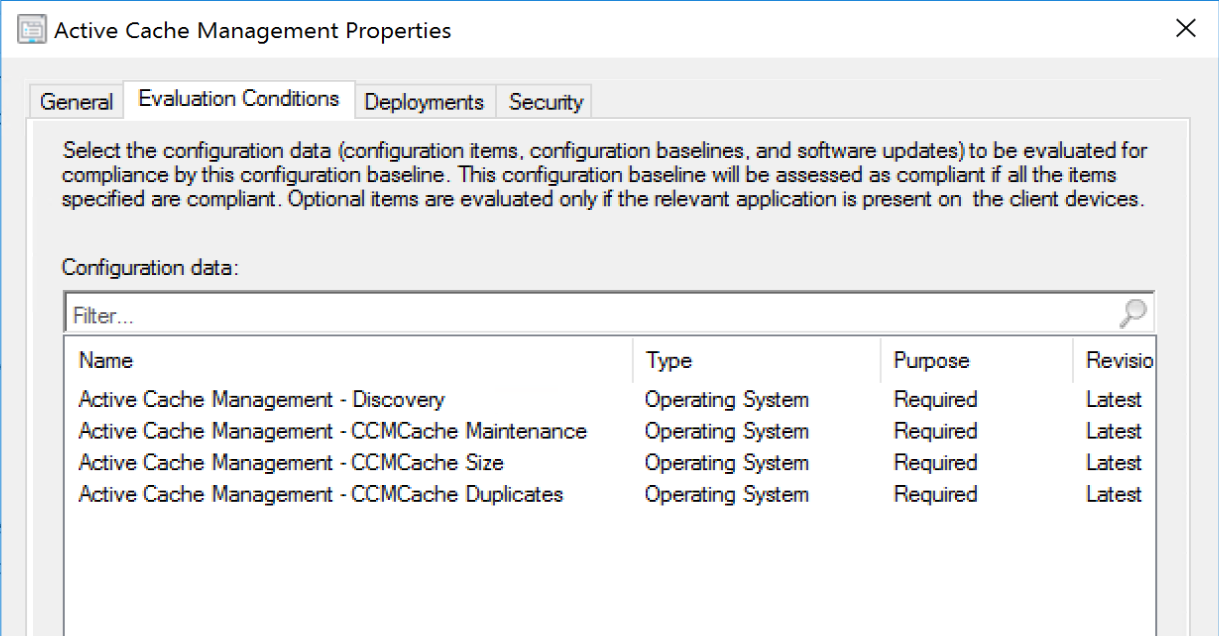 Active Cache Management Properties
General Evaluation Conditions Deployments Security
Select the configuration data (configuration items, configuration baselines, and software updates) to be evaluated for
compliance by this configuration baseline. This configuration baseline will be assessed as compliant if all the items
specified are compliant. Optional items are evaluated only if the relevant application is present on the client devices.
Configuration data:
Filter...
Name Type Purpose Revisio
Active Cache Management - Discovery Operating System Required Latest
Active Cache Management - CCMCache Maintenance Operating System Required Latest
Active Cache Management - CCMCache Size Operating System Required Latest
Active Cache Management - CCMCache Duplicates Operating System Required Latest